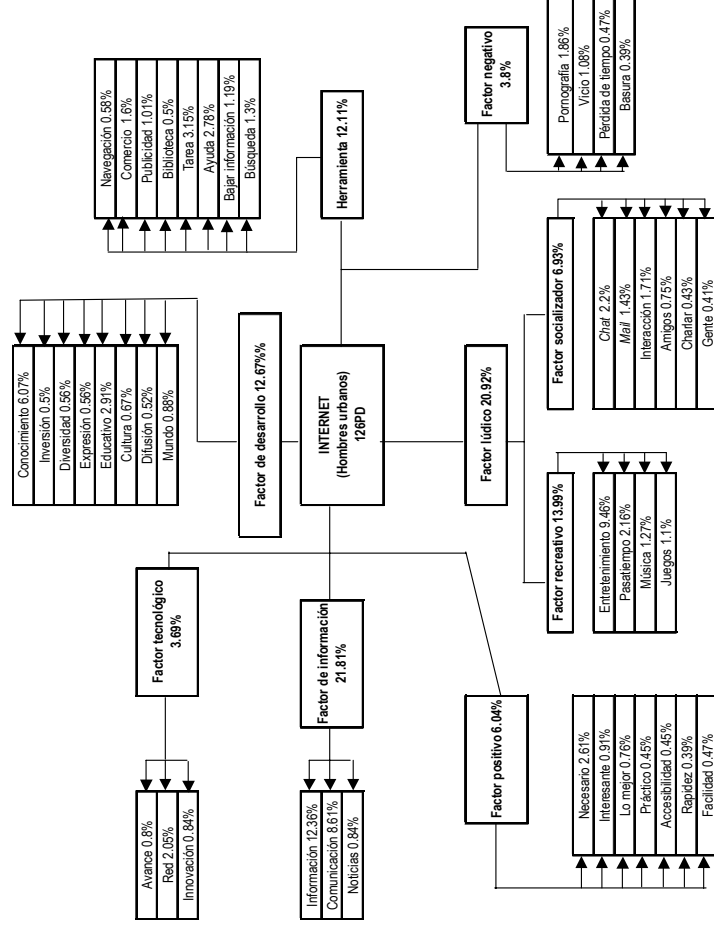 Conocimiento 6.07%
Inversión 0.5%
Diversidad 0.56%
Expresión 0.56%
Educativo 2.91%
Cultura 0.67%
Difusión 0.52%
Mundo 0.88%
Navegación 0.58%
Comercio 1.6%
Publicidad 1.01%
Biblioteca 0.5%
Tarea 3.15%
Ayuda 2.78%
Bajar información 1.19%
Búsqueda 1.3%
Factor tecnológico
3.69%
Factor de desarrollo 12.67%%
Herramienta 12.11%
Avance 0.8%
Red 2.05%
Innovación 0.84%
Factor de información
21.81%
INTERNET
(Hombres urbanos)
126PD
Información 12.36%
Comunicación 8.61%
Noticias 0.84%
Factor positivo 6.04%
Factor lúdico 20.92%
Factor negativo
3.8%
Factor recreativo 13.99%
Factor socializador 6.93%
Necesario 2.61%
Interesante 0.91%
Lo mejor 0.76%
Práctico 0.45%
Accesibilidad 0.45%
Rapidez 0.39%
Facilidad 0.47%
Entretenimiento 9.46%
Pasatiempo 2.16%
Música 1.27%
Juegos 1.1%
Chat 2.2%
Mail 1.43%
Interacción 1.71%
Amigos 0.75%
Charlar 0.43%
Gente 0.41%
Pornografía 1.86%
Vicio 1.08%
Pérdida de tiempo 0.47%
Basura 0.39%